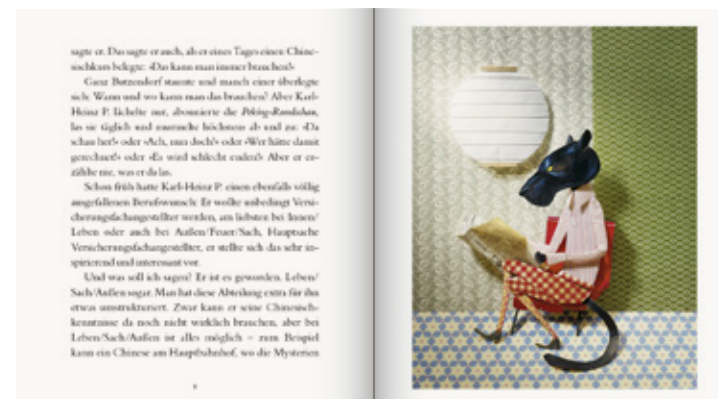 sagte er. Das sagte er auch, als er eines Tages einen Chine-
sischkurs belegte: ›Das kann man immer brauchen!‹
Ganz Butzendorf staunte und manch einer überlegte
sich: Wann und wo kann man das brauchen? Aber Karl-
Heinz P. lächelte nur, abonnierte die Peking-Rundschau,
las sie täglich und murmelte höchstens ab und zu: ›Da
schau her!‹ oder ›Ach, nun doch!‹ oder ›Wer hätte damit
gerechnet!‹ oder ›Es wird schlecht enden!‹ Aber er er-
zählte nie, was er da las.
Schon früh hatte Karl-Heinz P. einen ebenfalls völlig
ausgefallenen Berufswunsch: Er wollte unbedingt Versi-
cherungsfachangestellter werden, am liebsten bei Innen/
Leben oder auch bei Außen/Feuer/Sach, Hauptsache
Versicherungsfachangestellter, er stellte sich das sehr in-
spirierend und interessant vor.
Und was soll ich sagen? Er ist es geworden. Leben/
Sach/Außen sogar. Man hat diese Abteilung extra für ihn
etwas umstrukturiert. Zwar kann er seine Chinesisch-
kenntnisse da noch nicht wirklich brauchen, aber bei
Leben/Sach/Außen ist alles möglich – zum Beispiel
kann ein Chinese am Hauptbahnhof, wo die Mysterien